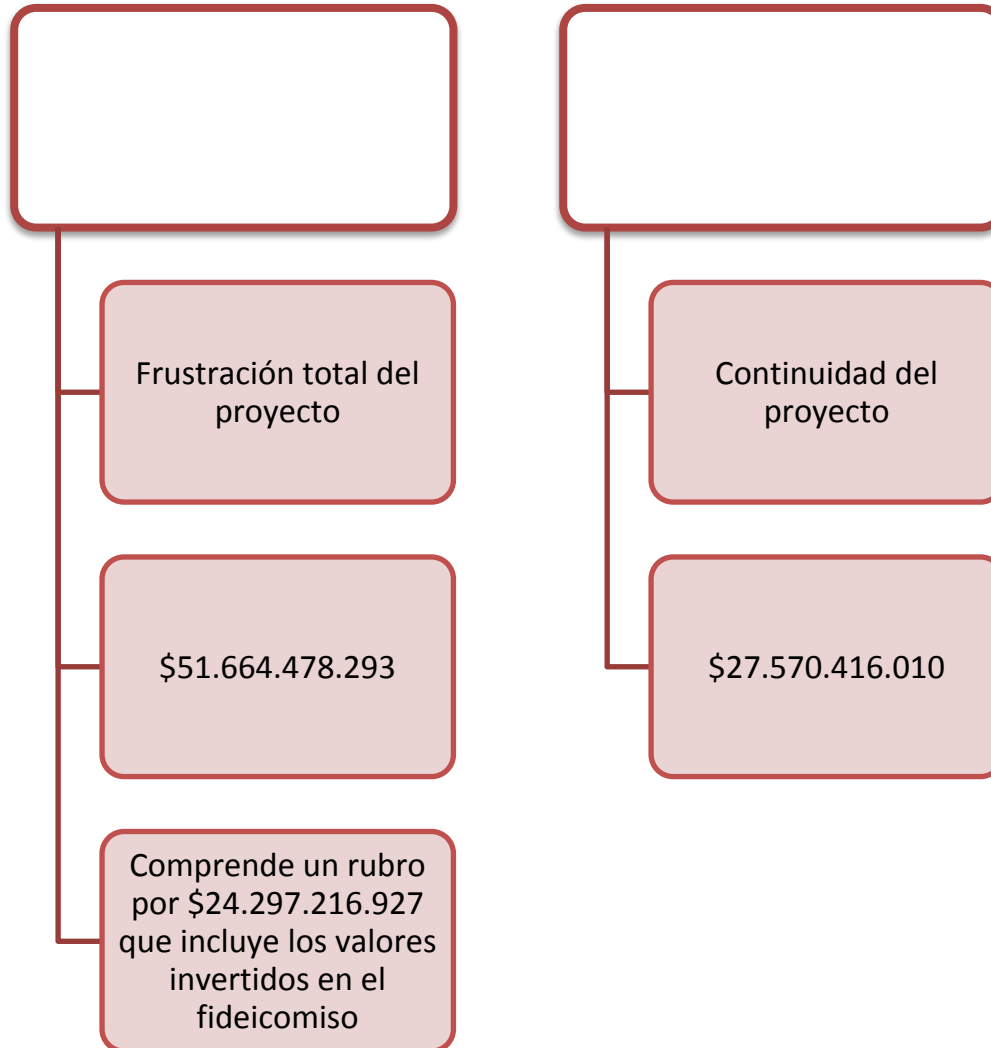 Frustración total del
proyecto
$51.664.478.293
Comprende un rubro
por $24.297.216.927
que incluye los valores
invertidos en el
fideicomiso
Continuidad del
proyecto
$27.570.416.010